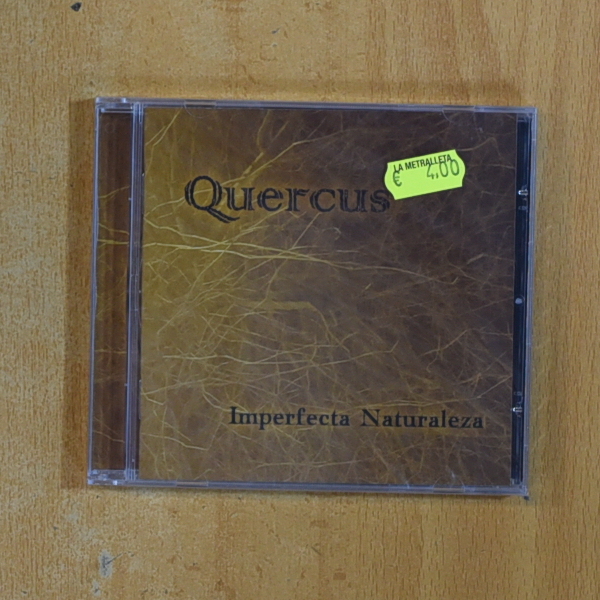 Quercus
LA METRALLETA
€ 4,00
Imperfecta Naturaleza